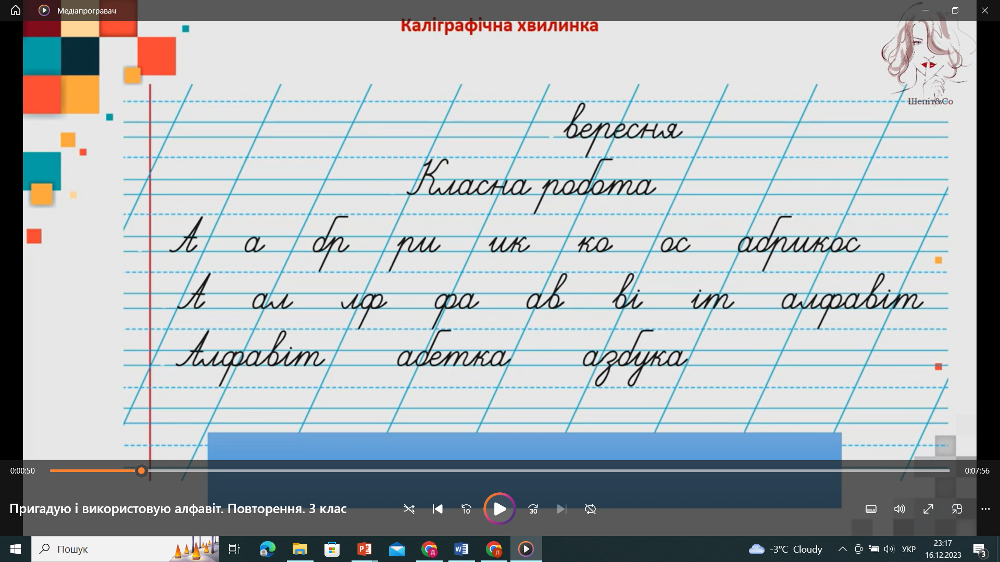 Медіапрогравач
Каліграфічна хвилинка
Шепіт&Co
вересня
Класна робота
А а бр ри ик ко ос абрикос
А ал лф фа ав ві іт алфавіт
Алфавіт абетка азбука
0:00:50 0:07:56
Пригадую і використовую алфавіт. Повторення. 3 клас
10 30
Пошук
-3°C Cloudy
УКР
23:17
16.12.2023
3